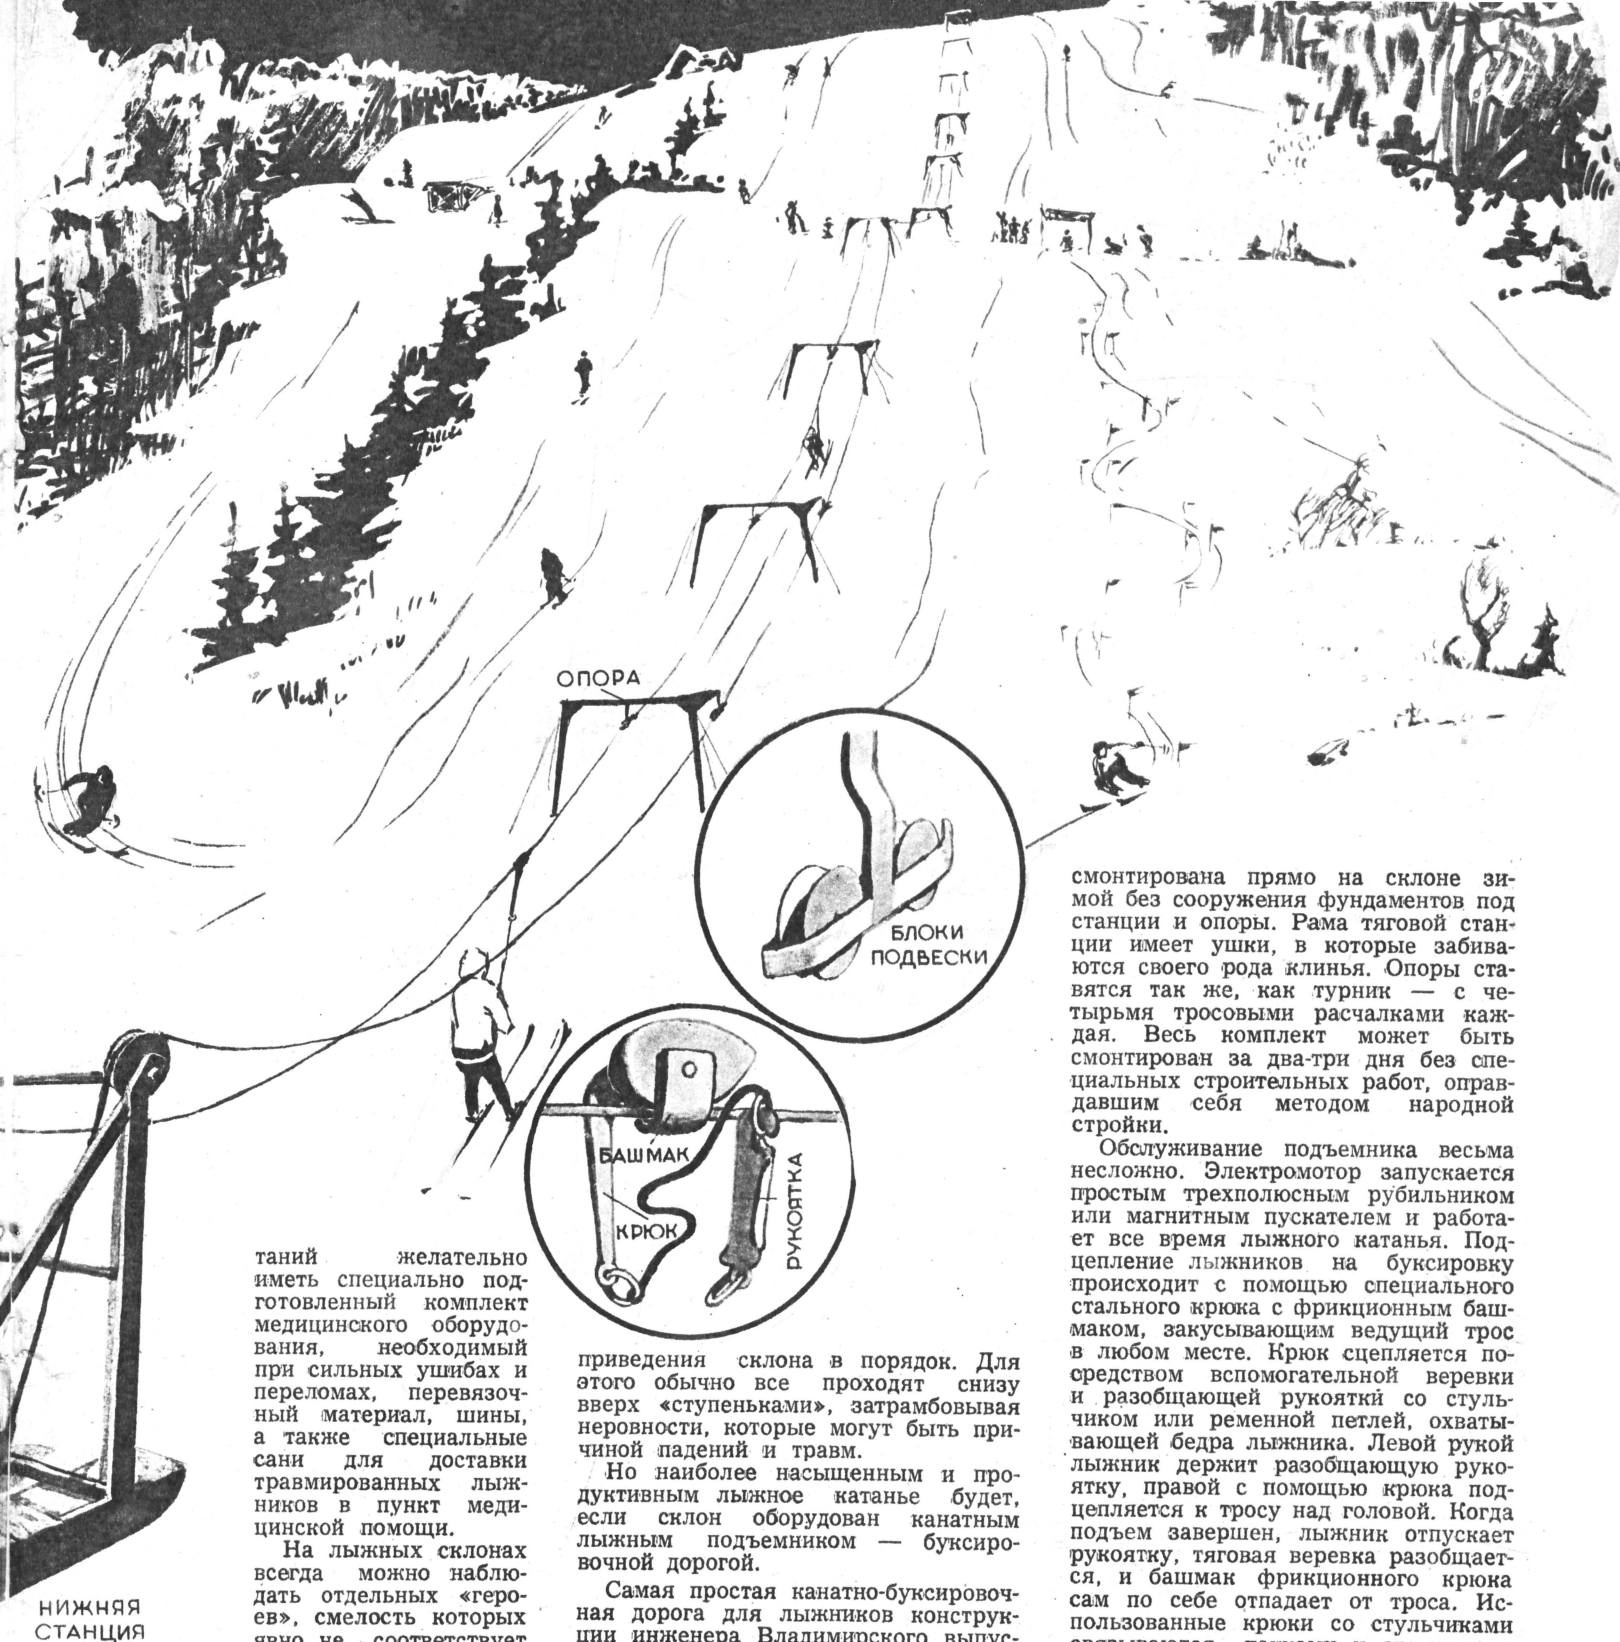 ОПОРА
БЛОКИ
ПОДВЕСКИ
БАШМАК
КРЮК
РУКОЯТКА
НИЖНЯЯ
СТАНЦИЯ
таний желательно
иметь специально под-
готовленный комплект
медицинского оборудо-
вания, необходимый
при сильных ушибах и
переломах, перевязоч-
ный материал, шины,
а также специальные
сани для доставки
травмированных лыж-
ников в пункт меди-
цинской помощи.
На лыжных склонах
всегда можно наблю-
дать отдельных «геро-
ев», смелость которых
явно не соответствует
приведения склона в порядок. Для
этого обычно все проходят снизу
вверх «ступеньками», затрамбовывая
неровности, которые могут быть при-
чиной падений и травм.
Но наиболее насыщенным и про-
дуктивным лыжное катанье будет,
если склон оборудован канатным
лыжным подъемником — буксиро-
вочной дорогой.
Самая простая канатно-буксировоч-
ная дорога для лыжников конструк-
ции инженера Владимирского выпус-
смонтирована прямо на склоне зи-
мой без сооружения фундаментов под
станции и опоры. Рама тяговой стан-
ции имеет ушки, в которые забива-
ются своего рода клинья. Опоры ста-
вятся так же, как турник — с че-
тырьмя тросовыми расчалками каж-
дая. Весь комплект может быть
смонтирован за два-три дня без спе-
циальных строительных работ, оправ-
давшим себя методом народной
стройки.
Обслуживание подъемника весьма
несложно. Электромотор запускается
простым трехполюсным рубильником
или магнитным пускателем и работа-
ет все время лыжного катанья. Под-
цепление лыжников на буксировку
происходит с помощью специального
стального крюка с фрикционным баш-
маком, закусывающим ведущий трос
в любом месте. Крюк сцепляется по-
средством вспомогательной веревки
и разобщающей рукоятки со стуль-
чиком или ременной петлей, охваты-
вающей бедра лыжника. Левой рукой
лыжник держит разобщающую руко-
ятку, правой с помощью крюка под-
цепляется к тросу над головой. Когда
подъем завершен, лыжник отпускает
рукоятку, тяговая веревка разобщает-
ся, и башмак фрикционного крюка
сам по себе отпадает от троса. Ис-
пользованные крюки со стульчиками